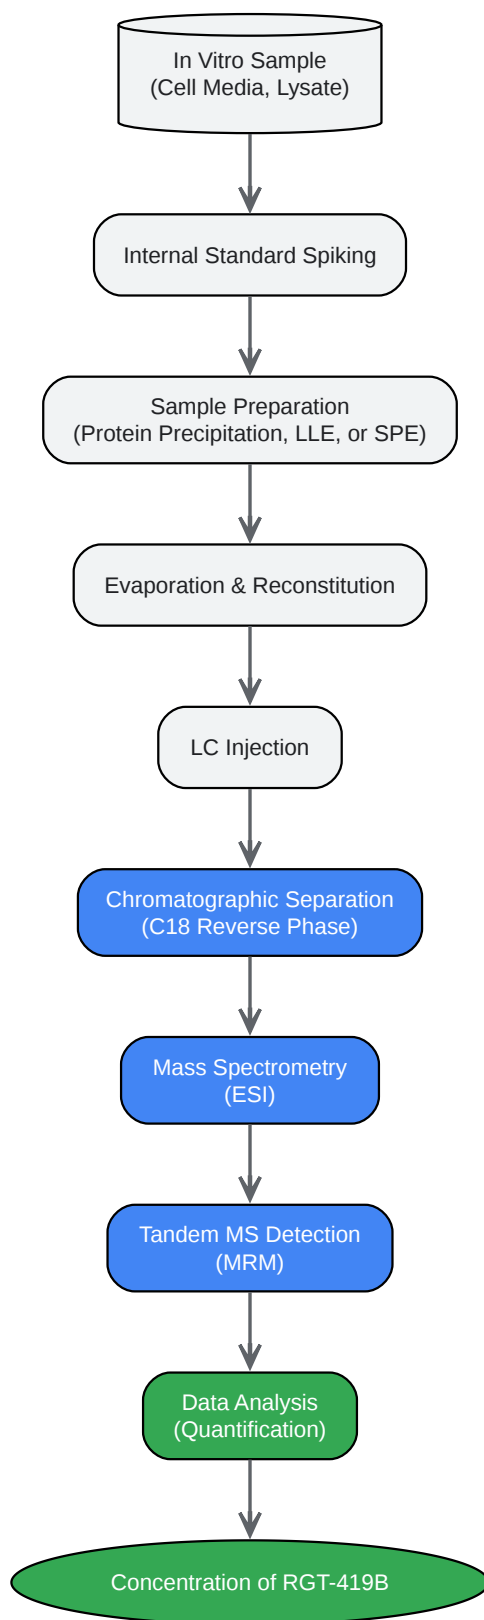 In Vitro Sample
(Cell Media, Lysate)
Internal Standard Spiking
Sample Preparation
(Protein Precipitation, LLE, or SPE)
Evaporation & Reconstitution
LC Injection
Chromatographic Separation
(C18 Reverse Phase)
Mass Spectrometry
(ESI)
Tandem MS Detection
(MRM)
Data Analysis
(Quantification)
Concentration of RGT-419B